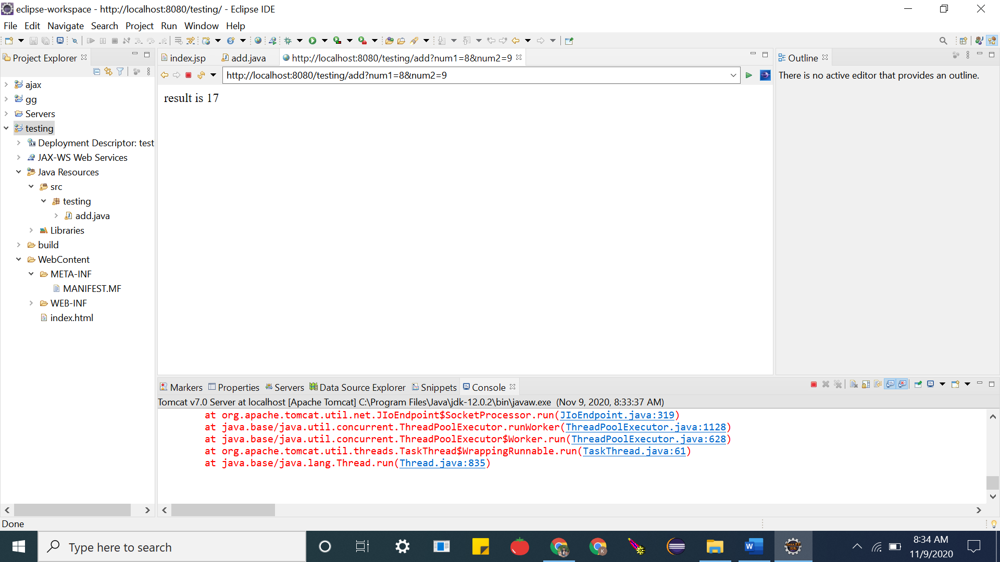 eclipse-workspace - http://localhost:8080/testing/ - Eclipse IDE
File Edit Navigate Search Project Run Window Help
Project Explorer
index.jsp
add.java
http://localhost:8080/testing/add?num1=8&num2=9
Outline
http://localhost:8080/testing/add?num1=8&num2=9
There is no active editor that provides an outline.
result is 17
ajax
gg
Servers
testing
Deployment Descriptor: test
JAX-WS Web Services
Java Resources
src
testing
add.java
Libraries
build
WebContent
META-INF
MANIFEST.MF
WEB-INF
index.html
Markers Properties Servers Data Source Explorer Snippets Console
Tomcat v7.0 Server at localhost [Apache Tomcat] C:\Program Files\Java\jdk-12.0.2\bin\javaw.exe (Nov 9, 2020, 8:33:37 AM)
at org.apache.tomcat.util.net.JIoEndpoint$SocketProcessor.run(JIoEndpoint.java:319)
at java.base/java.util.concurrent.ThreadPoolExecutor.runWorker(ThreadPoolExecutor.java:1128)
at java.base/java.util.concurrent.ThreadPoolExecutor$Worker.run(ThreadPoolExecutor.java:628)
at org.apache.tomcat.util.threads.TaskThread$WrappingRunnable.run(TaskThread.java:61)
at java.base/java.lang.Thread.run(Thread.java:835)
Done
Type here to search
8:34 AM
11/9/2020